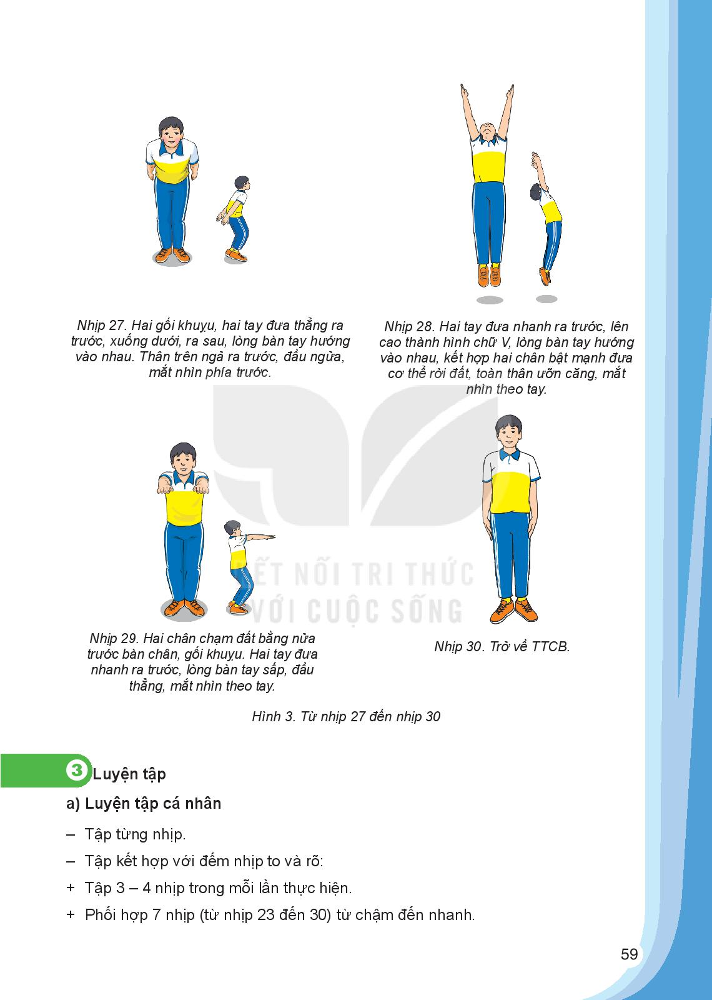 Nhịp 27. Hai gối khuỵu, hai tay đưa thẳng ra
trước, xuống dưới, ra sau, lòng bàn tay hướng
vào nhau. Thân trên ngả ra trước, đầu ngửa,
mắt nhìn phía trước.
Nhịp 28. Hai tay đưa nhanh ra trước, lên
cao thành hình chữ V, lòng bàn tay hướng
vào nhau, kết hợp hai chân bật mạnh đưa
cơ thể rời đất, toàn thân ưỡn căng, mắt
nhìn theo tay.
KẾT NỐI TRI THỨC
VỚI CUỘC SỐNG
Nhịp 29. Hai chân chạm đất bằng nửa
trước bàn chân, gối khuỵu. Hai tay đưa
nhanh ra trước, lòng bàn tay sấp, đầu
thẳng, mắt nhìn theo tay.
Nhịp 30. Trở về TTCB.
Hình 3. Từ nhịp 27 đến nhịp 30
3 Luyện tập
a) Luyện tập cá nhân
– Tập từng nhịp.
– Tập kết hợp với đếm nhịp to và rõ:
+ Tập 3 – 4 nhịp trong mỗi lần thực hiện.
+ Phối hợp 7 nhịp (từ nhịp 23 đến 30) từ chậm đến nhanh.
59